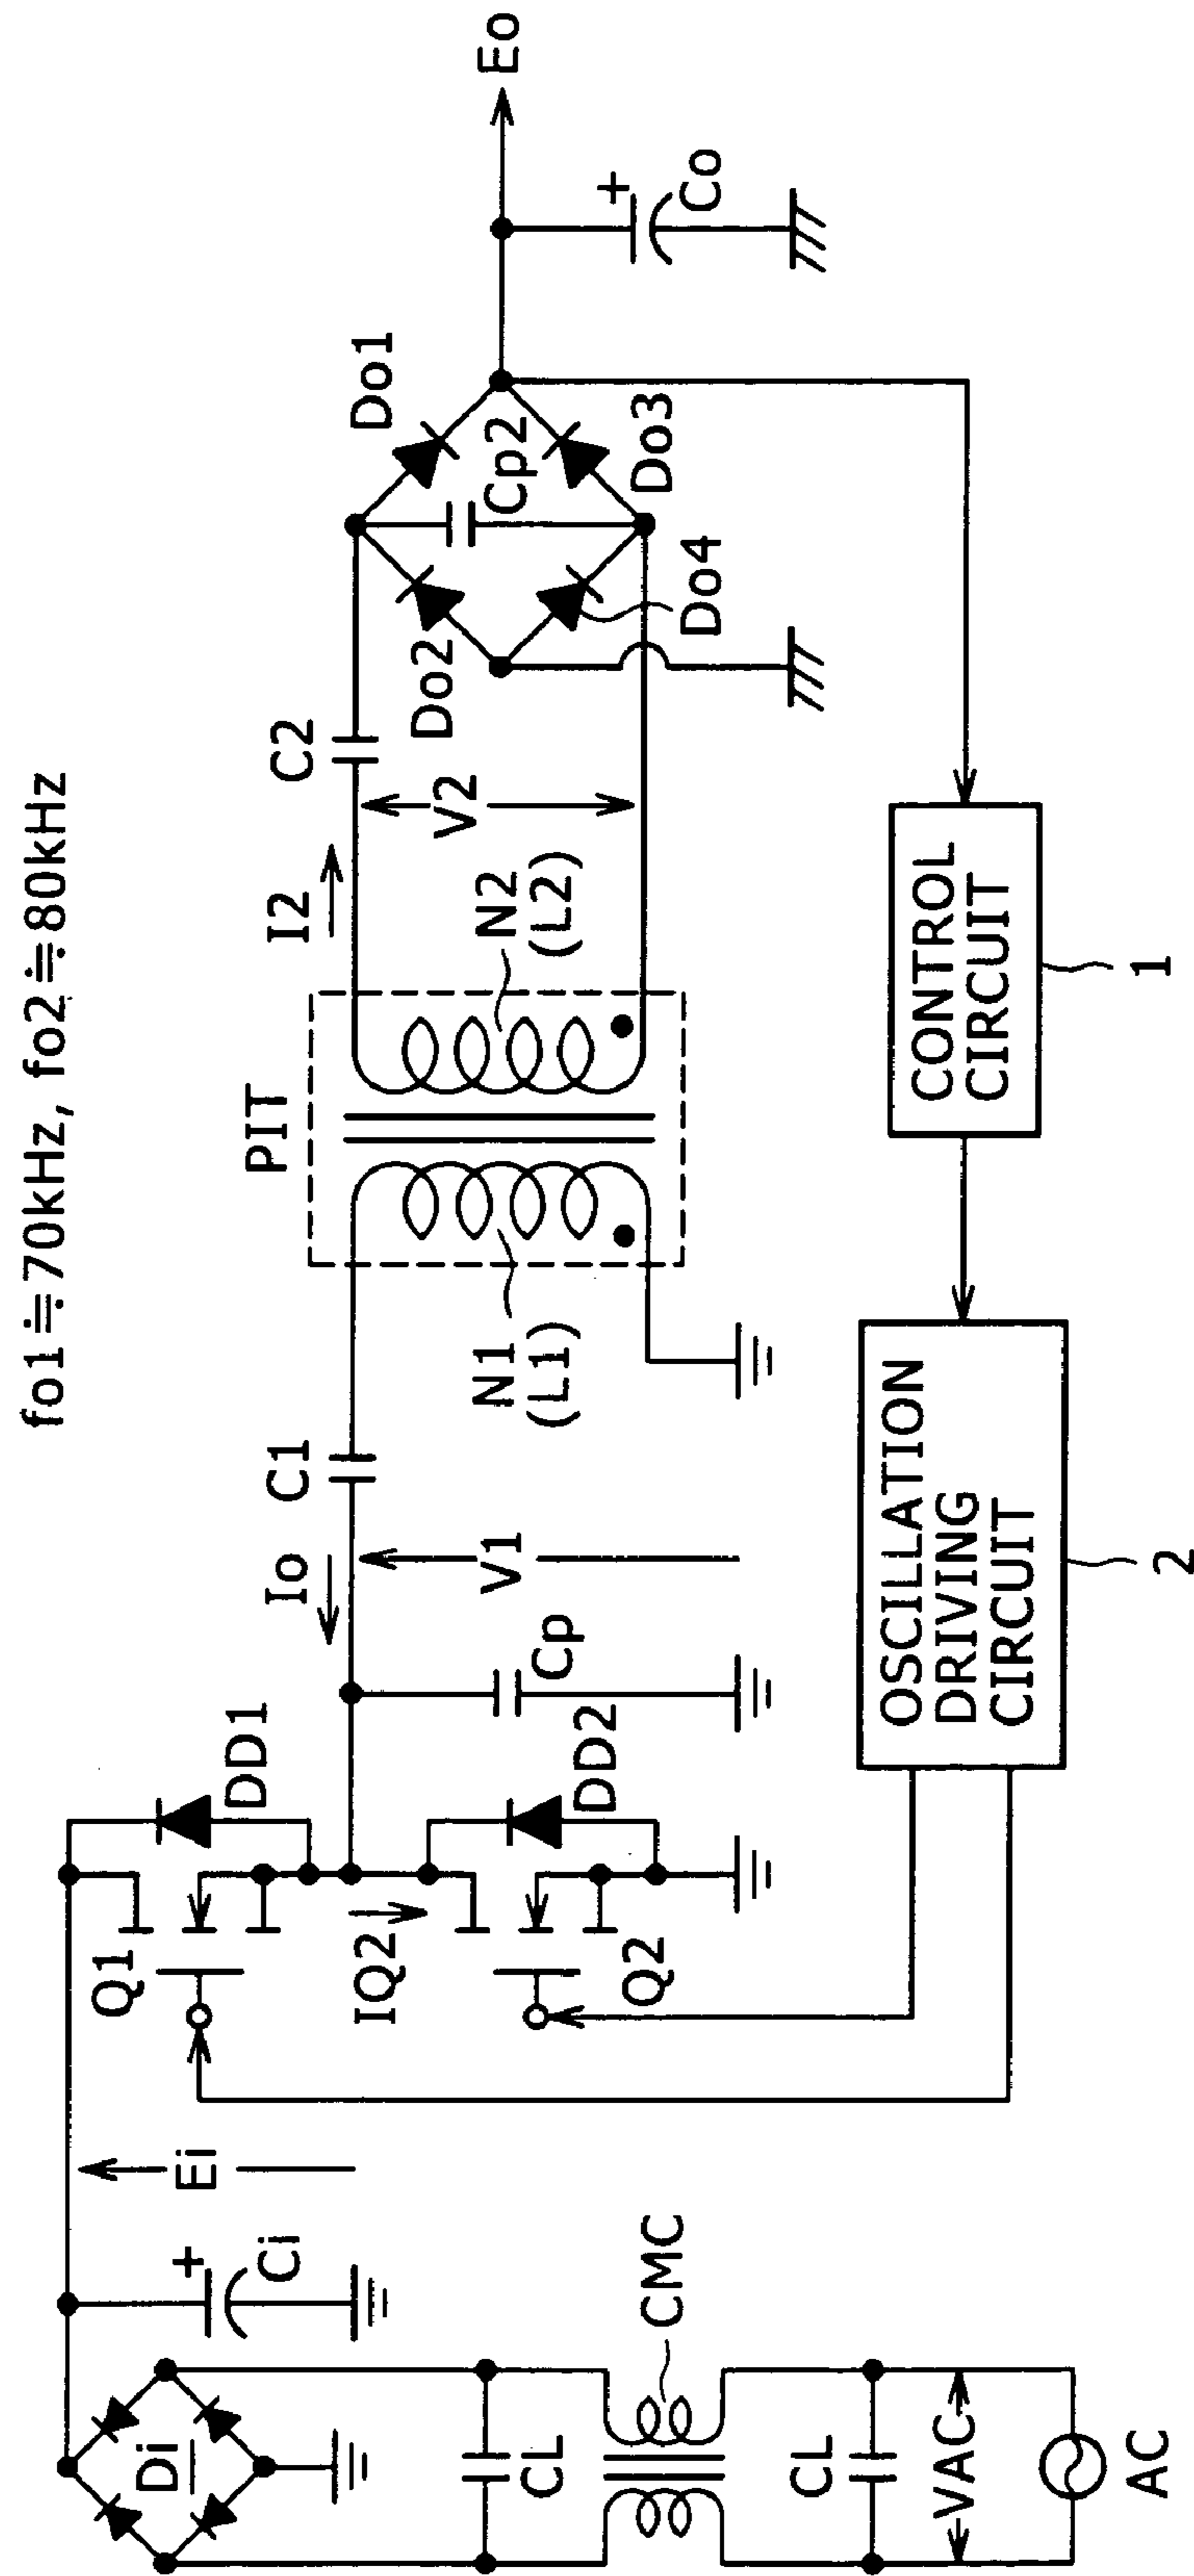 fo1≒70kHz, fo2≒80kHz
Di
Ci
+
Ei
CL
CMC
CL
VAC
AC
Q1
DD1
IQ2
Q2
DD2
Io
V1
Cp
C1
PIT
N1
(L1)
N2
(L2)
I2
V2
C2
Do1
Do2
Cp2
Do3
Do4
+
Co
Eo
CONTROL
CIRCUIT
1
OSCILLATION
DRIVING
CIRCUIT
2